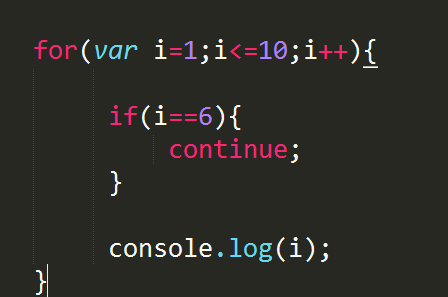 for(var i=1;i<=10;i++){
if(i==6){
continue;
}
console.log(i);
}